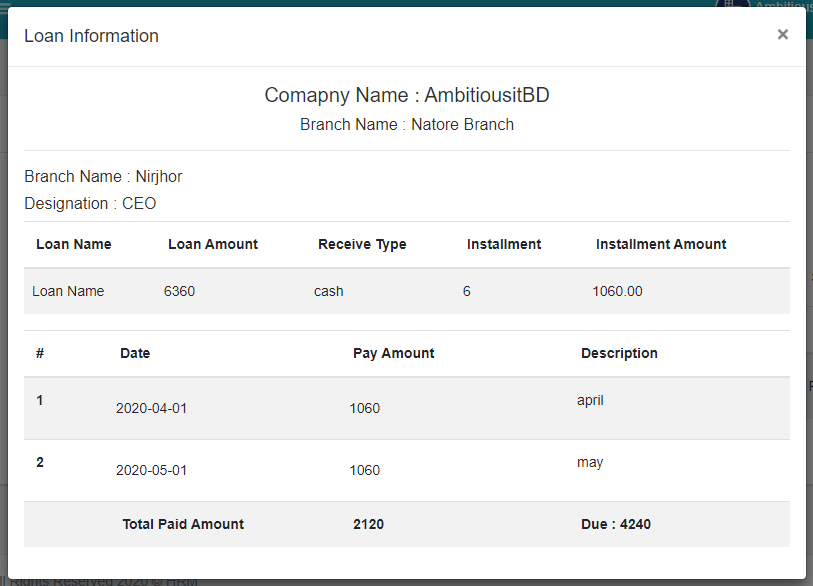 Ambitious
Loan Information ×
Comapny Name : AmbitiousitBD
Branch Name : Natore Branch
Branch Name : Nirjhor
Designation : CEO
Loan Name Loan Amount Receive Type Installment Installment Amount
Loan Name 6360 cash 6 1060.00
# Date Pay Amount Description
1 2020-04-01 1060 april
2 2020-05-01 1060 may
Total Paid Amount 2120 Due : 4240
ll Rights Reserved 2020 © HRM